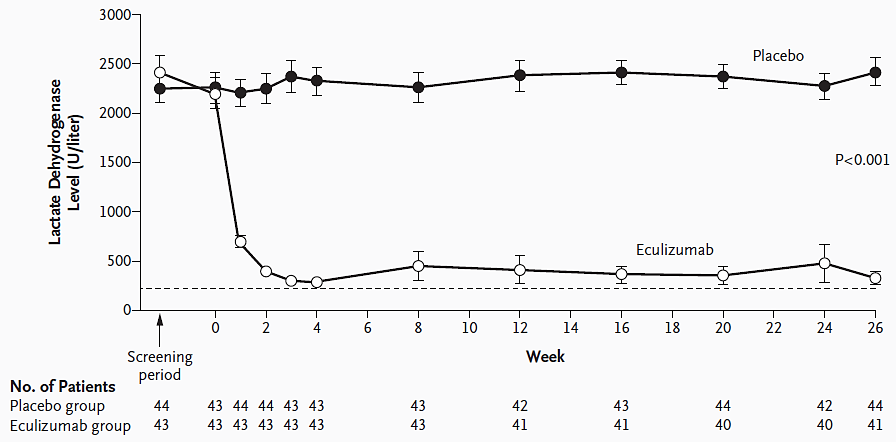 3000
2500
2000
1500
1000
500
0
Lactate Dehydrogenase
Level (U/liter)
Placebo
P<0.001
Eculizumab
0 2 4 6 8 10 12 14 16 18 20 22 24 26
Screening
period
Week
No. of Patients
Placebo group 44 43 44 44 43 43 43 42 43 44 42 44
Eculizumab group 43 43 43 43 43 43 43 41 41 40 40 41